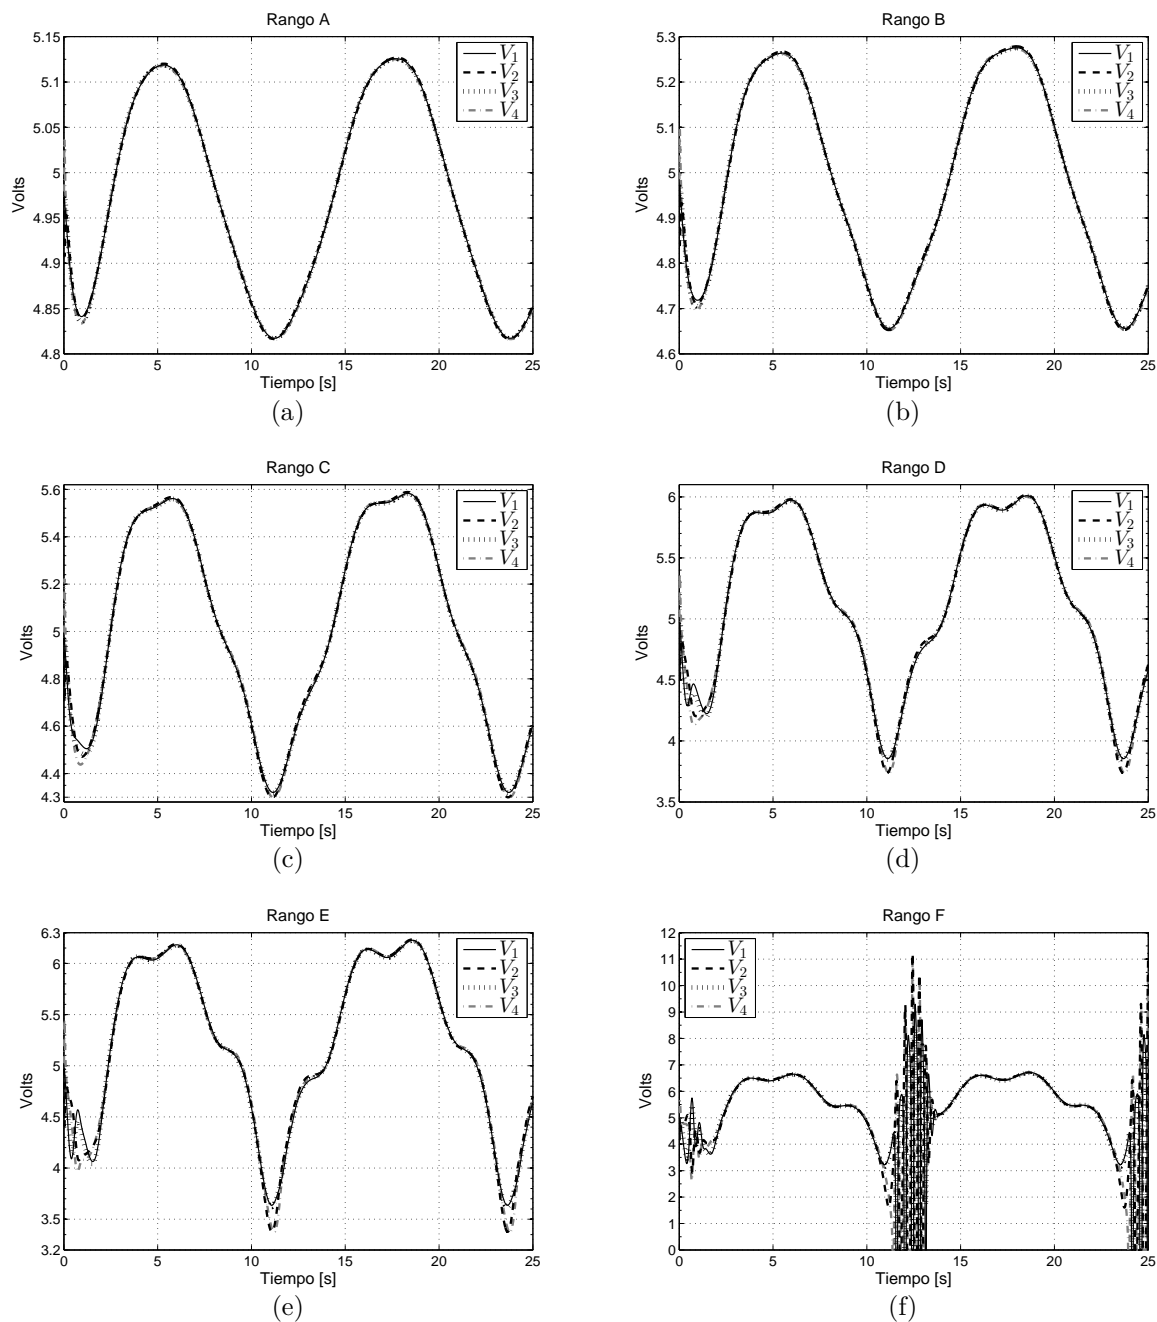 Rango A
5.15
5.1
5.05
5
4.95
4.9
4.85
4.8
Volts
0 5 10 15 20 25
Tiempo [s]
V1
V2
V3
V4
(a)
Rango B
5.3
5.2
5.1
5
4.9
4.8
4.7
4.6
Volts
0 5 10 15 20 25
Tiempo [s]
V1
V2
V3
V4
(b)
Rango C
5.6
5.4
5.2
5
4.8
4.6
4.4
4.3
Volts
0 5 10 15 20 25
Tiempo [s]
V1
V2
V3
V4
(c)
Rango D
6
5.5
5
4.5
4
3.5
Volts
0 5 10 15 20 25
Tiempo [s]
V1
V2
V3
V4
(d)
Rango E
6.3
6
5.5
5
4.5
4
3.5
3.2
Volts
0 5 10 15 20 25
Tiempo [s]
V1
V2
V3
V4
(e)
Rango F
12
11
10
9
8
7
6
5
4
3
2
1
0
Volts
0 5 10 15 20 25
Tiempo [s]
V1
V2
V3
V4
(f)